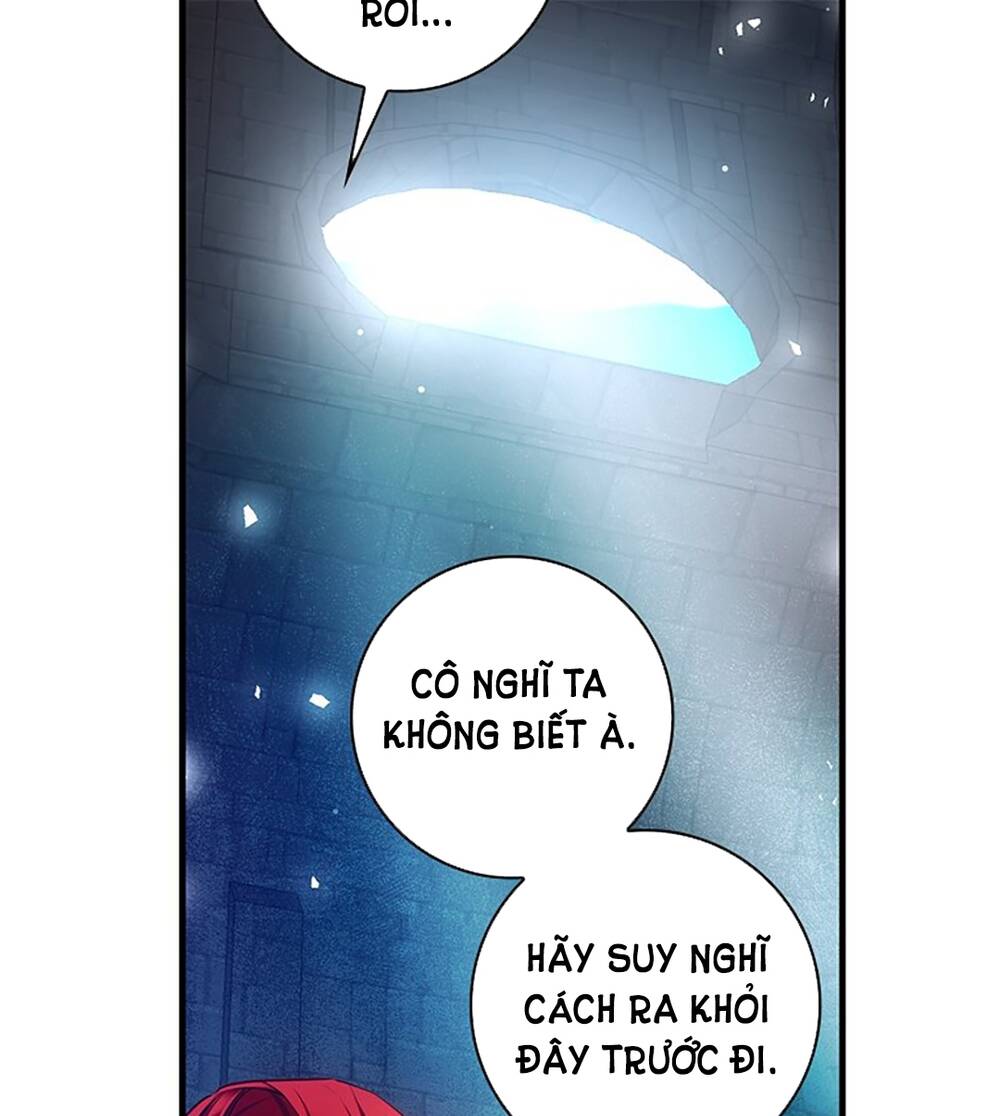 RỒI...
CÔ NGHĨ TA
KHÔNG BIẾT À.
HÃY SUY NGHĨ
CÁCH RA KHỎI
ĐÂY TRƯỚC ĐI.